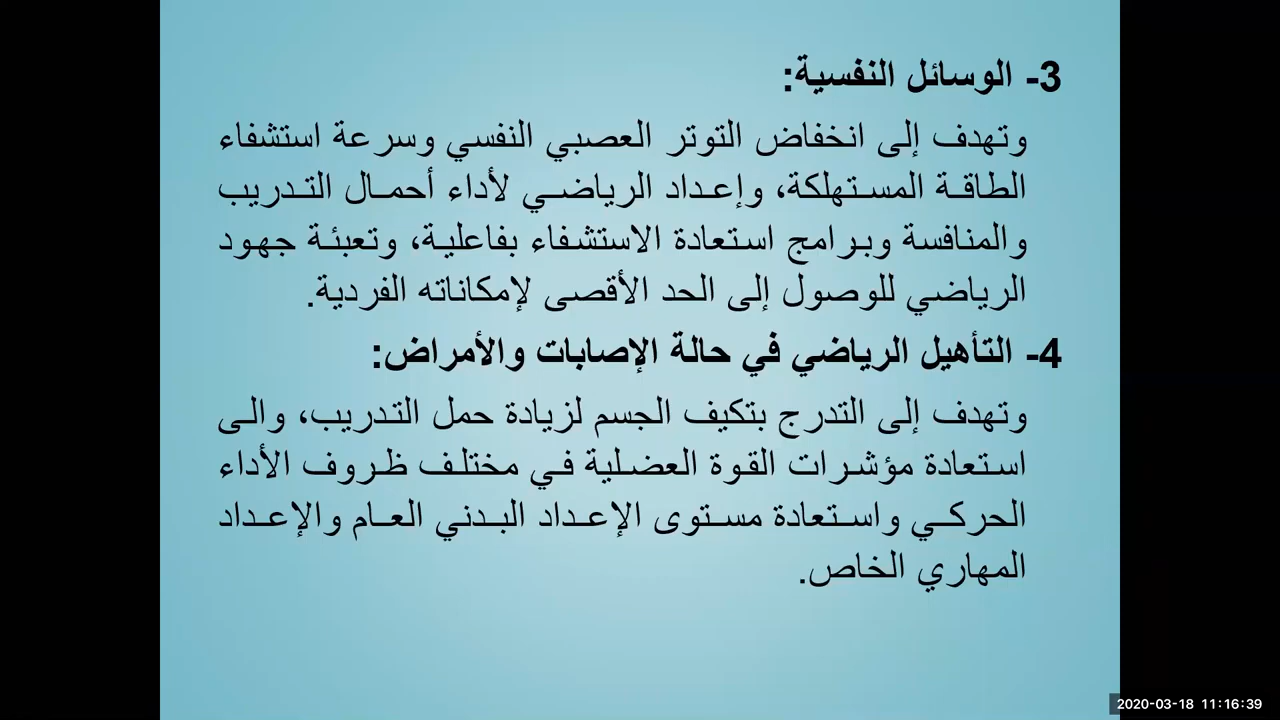 3- الوسائل النفسية:
وتهدف إلى انخفاض التوتر العصبي النفسي وسرعة استشفاء
الطاقة المستهلكة، وإعداد الرياضي لأداء أحمال التدريب
والمنافسة وبرامج استعادة الاستشفاء بفاعلية، وتعبئة جهود
الرياضي للوصول إلى الحد الأقصى لإمكاناته الفردية.
4- التأهيل الرياضي في حالة الإصابات والأمراض:
وتهدف إلى التدرج بتكيف الجسم لزيادة حمل التدريب، والى
استعادة مؤشرات القوة العضلية في مختلف ظروف الأداء
الحركي واستعادة مستوى الإعداد البدني العام والإعداد
المهاري الخاص.
2020-03-18 11:16:39